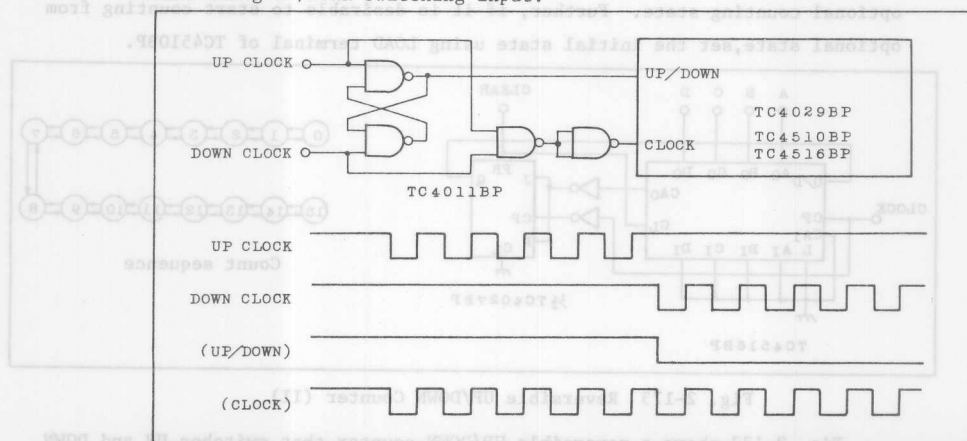 optional counting state. Further, if it is desirable to start counting from
optional state,set the initial state using LOAD terminal of TC4510BP.
UP CLOCK
DOWN CLOCK
TC4011BP
UP/DOWN
CLOCK
TC4029BP
TC4510BP
TC4516BP
UP CLOCK
DOWN CLOCK
(UP/DOWN)
(CLOCK)
Count sequence
Fig. 2-173 Reversible UP/DOWN Counter (II)